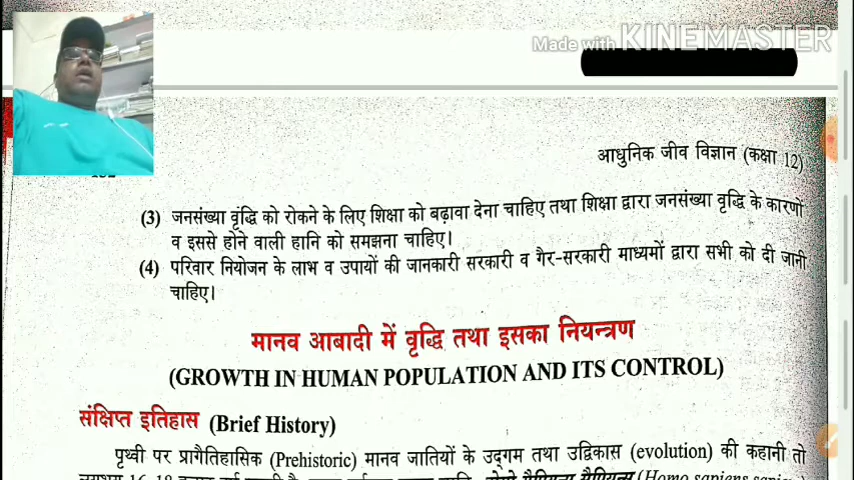 Made with KINEMASTER
आधुनिक जीव विज्ञान (कक्षा 12)
(3) जनसंख्या वृद्धि को रोकने के लिए शिक्षा को बढ़ावा देना चाहिए तथा शिक्षा द्वारा जनसंख्या वृद्धि के कारणों
व इससे होने वाली हानि को समझना चाहिए।
(4) परिवार नियोजन के लाभ व उपायों की जानकारी सरकारी व गैर-सरकारी माध्यमों द्वारा सभी को दी जानी
चाहिए।
मानव आबादी में वृद्धि तथा इसका नियन्त्रण
(GROWTH IN HUMAN POPULATION AND ITS CONTROL)
संक्षिप्त इतिहास (Brief History)
पृथ्वी पर प्रागैतिहासिक (Prehistoric) मानव जातियों के उद्गम तथा उद्विकास (evolution) की कहानी तो
(Homo sapiens